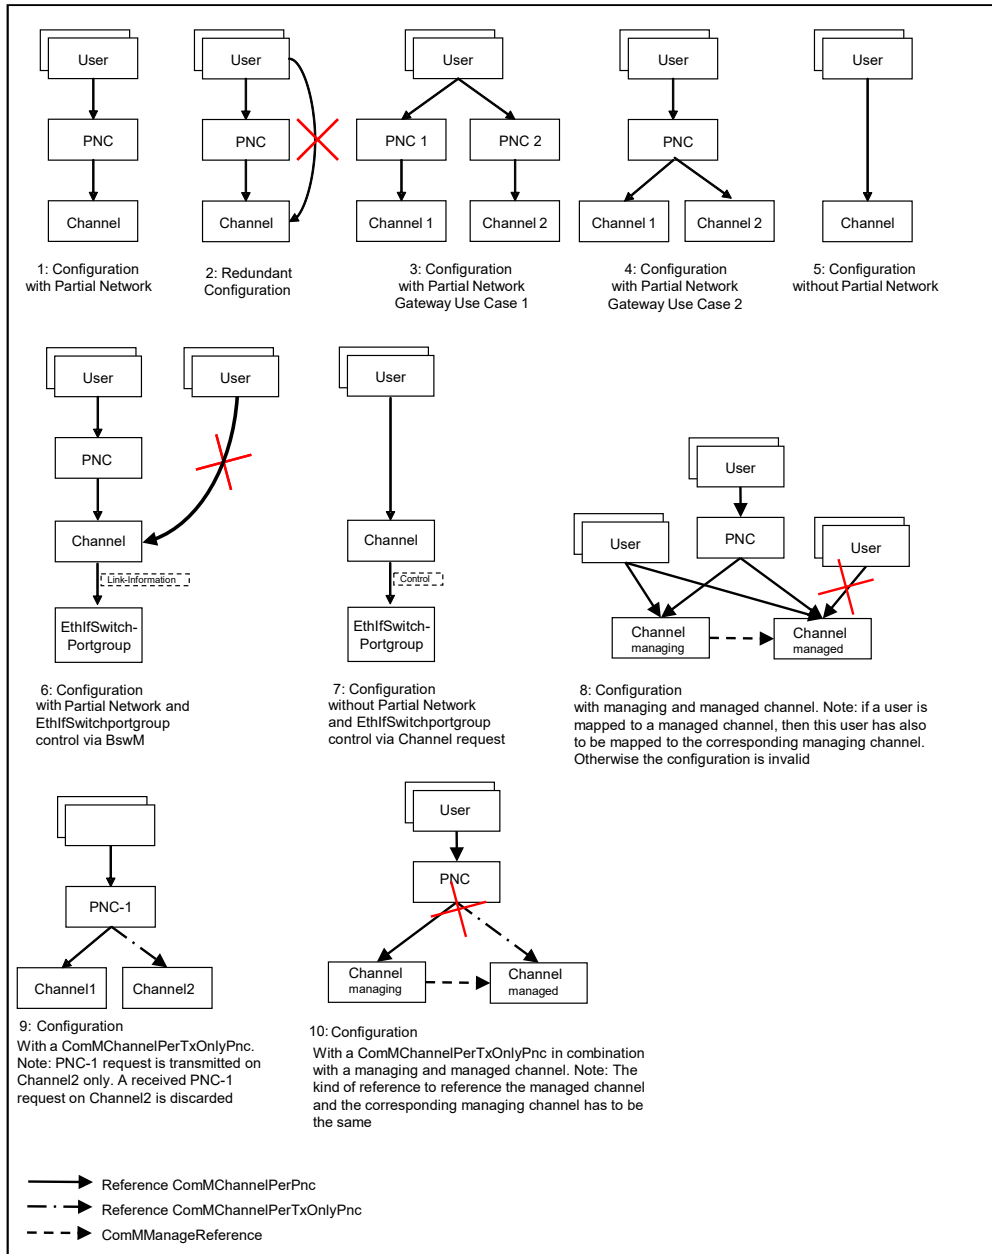 User
PNC
Channel
1: Configuration
with Partial Network
User
PNC
Channel
2: Redundant
Configuration
User
PNC 1
PNC 2
Channel 1
Channel 2
3: Configuration
with Partial Network
Gateway Use Case 1
User
PNC
Channel 1
Channel 2
4: Configuration
with Partial Network
Gateway Use Case 2
User
Channel
5: Configuration
without Partial Network
User
User
PNC
Channel
Link-Information
EthIfSwitch-
Portgroup
6: Configuration
with Partial Network and
EthIfSwitchportgroup
control via BswM
User
Channel
Control
EthIfSwitch-
Portgroup
7: Configuration
without Partial Network
and EthIfSwitchportgroup
control via Channel request
User
User
PNC
User
Channel
managing
Channel
managed
8: Configuration
with managing and managed channel. Note: if a user is
mapped to a managed channel, then this user has also
to be mapped to the corresponding managing channel.
Otherwise the configuration is invalid
PNC-1
Channel1
Channel2
9: Configuration
With a ComMChannelPerTxOnlyPnc.
Note: PNC-1 request is transmitted on
Channel2 only. A received PNC-1
request on Channel2 is discarded
User
PNC
Channel
managing
Channel
managed
10: Configuration
With a ComMChannelPerTxOnlyPnc in combination
with a managing and managed channel. Note: The
kind of reference to reference the managed channel
and the corresponding managing channel has to be
the same
Reference ComMChannelPerPnc
Reference ComMChannelPerTxOnlyPnc
ComMManageReference